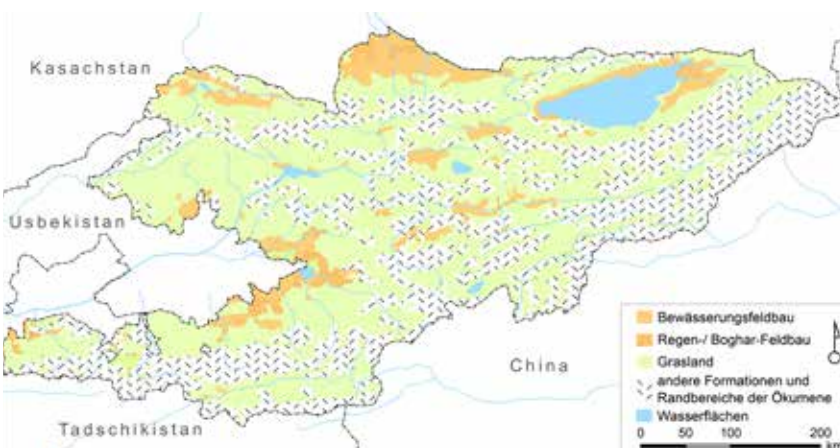 Kasachstan
Usbekistan
China
Tadschikistan
Bewässerungsfeldbau
Regen-/ Boghar-Feldbau
Grasland
andere Formationen und
Randbereiche der Ökumene
Wasserflächen
0 50 100 200
km